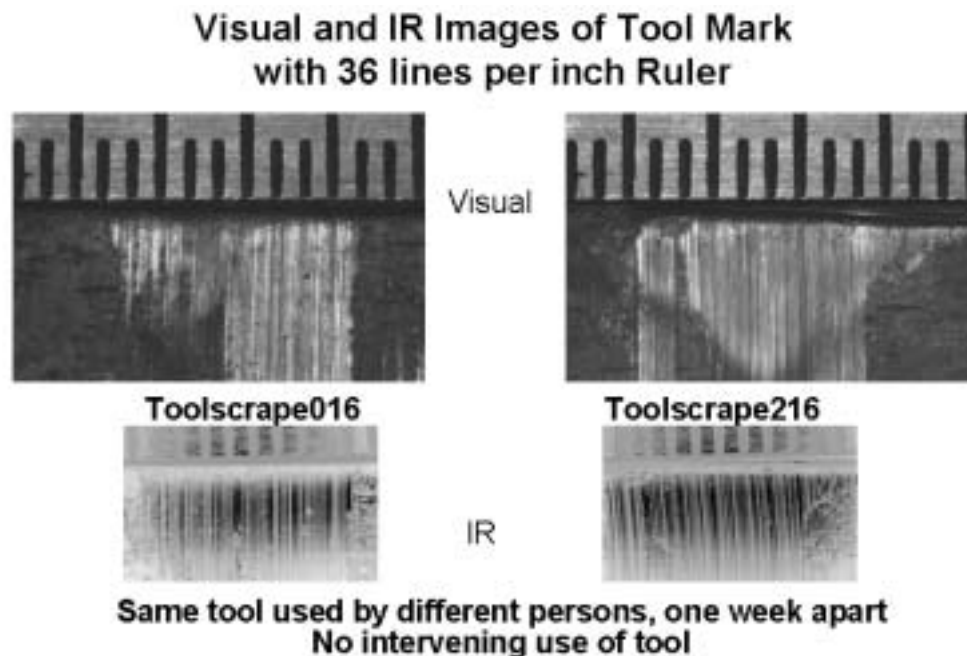 Visual and IR Images of Tool Mark
with 36 lines per inch Ruler
Visual
Toolscrape016
Toolscrape216
IR
Same tool used by different persons, one week apart
No intervening use of tool